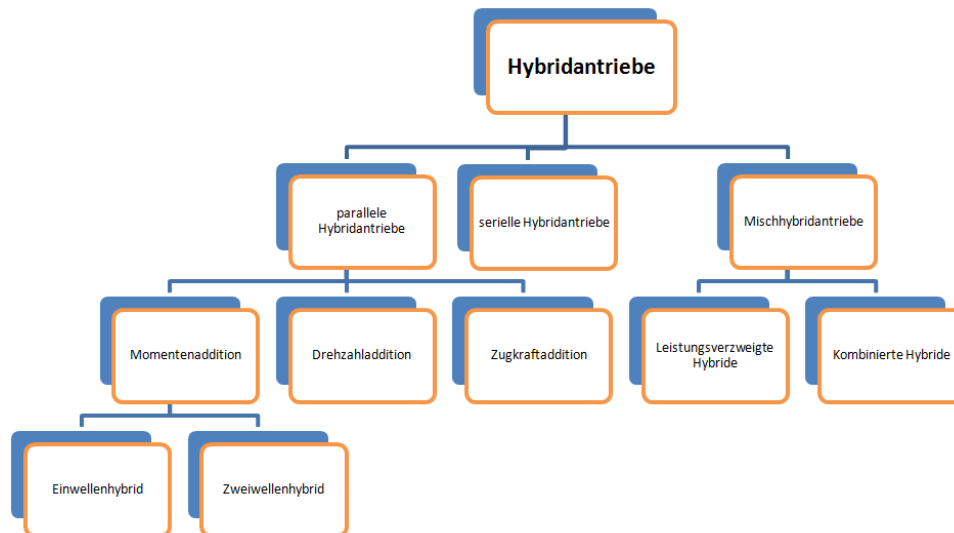 Hybridantriebe
parallele
Hybridantriebe
serielle Hybridantriebe
Mischhybridantriebe
Momentenaddition
Drehzahladdition
Zugkraftaddition
Leistungsverzweigte
Hybride
Kombinierte Hybride
Einwellenhybrid
Zweiwellenhybrid